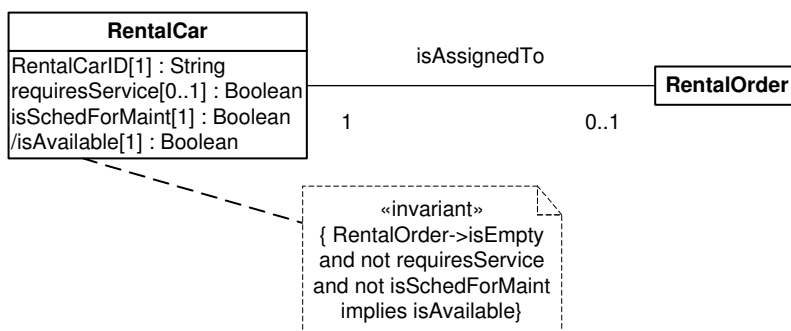 RentalCar
RentalCarID[1] : String
requiresService[0..1] : Boolean
isSchedForMaint[1] : Boolean
/isAvailable[1] : Boolean
isAssignedTo
1
0..1
RentalOrder
«invariant»
{ RentalOrder->isEmpty
and not requiresService
and not isSchedForMaint
implies isAvailable}